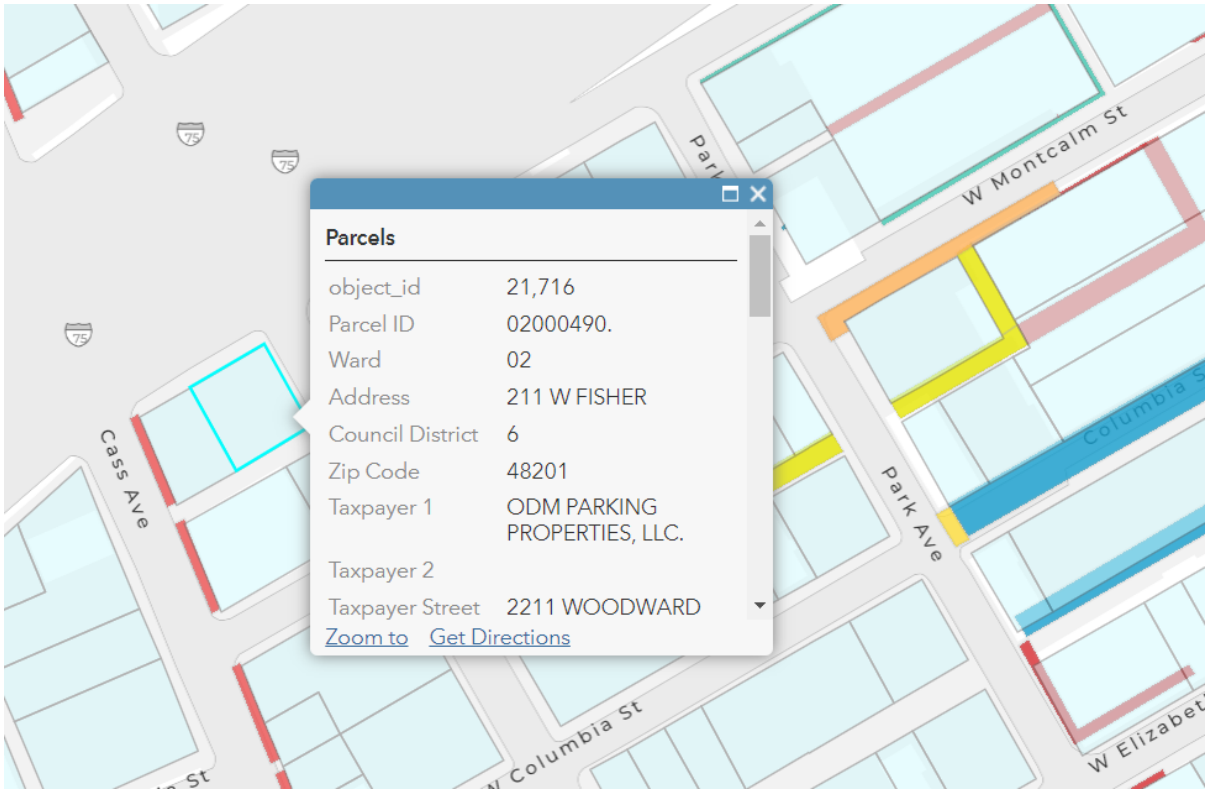 75
75
75
Par
W Montcalm St
Parcels
object_id 21,716
Parcel ID 02000490.
Ward 02
Address 211 W FISHER
Council District 6
Zip Code 48201
Taxpayer 1 ODM PARKING
PROPERTIES, LLC.
Taxpayer 2
Taxpayer Street 2211 WOODWARD
Zoom to Get Directions
Cass Ave
Columbia S
Park Ave
W Elizabet
W Columbia St
St